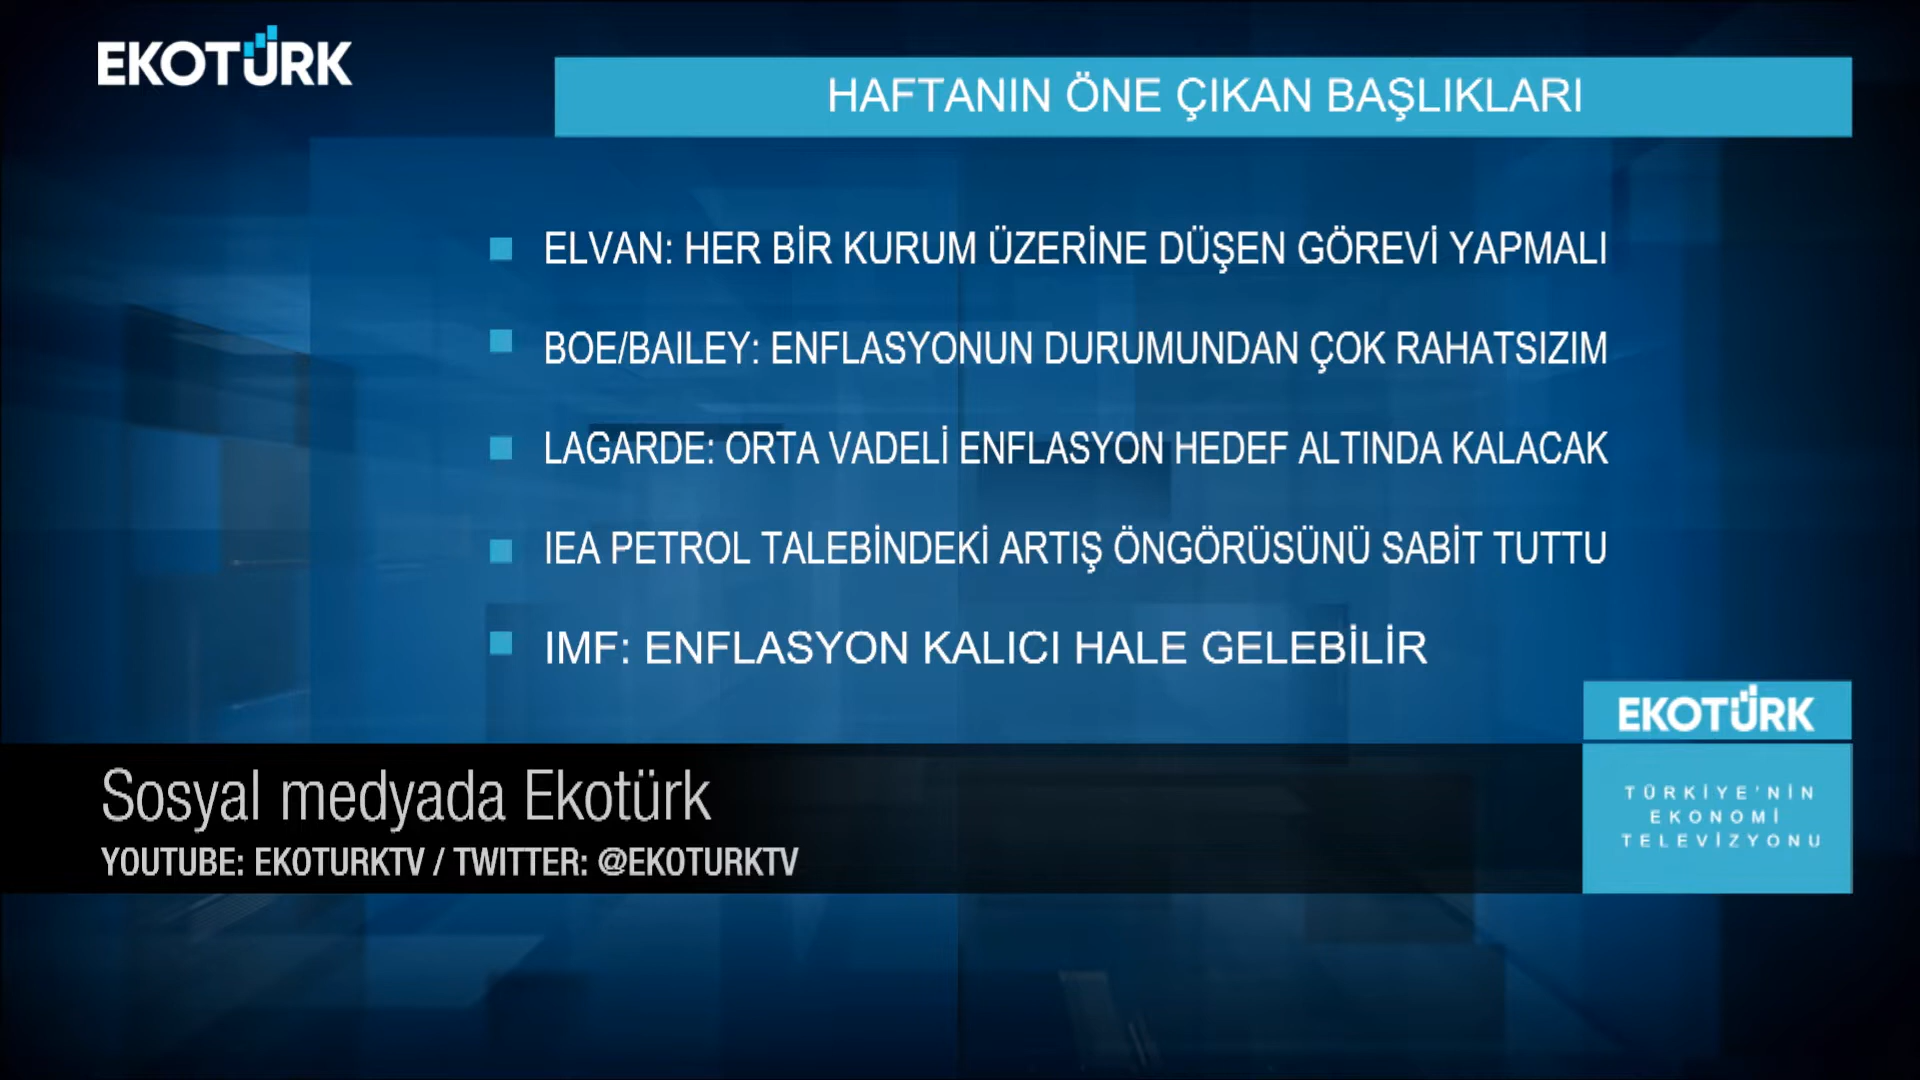 EKOTÜRK
HAFTANIN ÖNE ÇIKAN BAŞLIKLARI
ELVAN: HER BİR KURUM ÜZERİNE DÜŞEN GÖREVİ YAPMALI
BOE/BAILEY: ENFLASYONUN DURUMUNDAN ÇOK RAHATSIZIM
LAGARDE: ORTA VADELİ ENFLASYON HEDEF ALTINDA KALACAK
IEA PETROL TALEBİNDEKİ ARTIŞ ÖNGÖRÜSÜNÜ SABİT TUTTU
IMF: ENFLASYON KALICI HALE GELEBİLİR
EKOTÜRK
TÜRKİYE'NİN
EKONOMİ
TELEVİZYONU
Sosyal medyada Ekotürk
YOUTUBE: EKOTURKTV / TWITTER: @EKOTURKTV